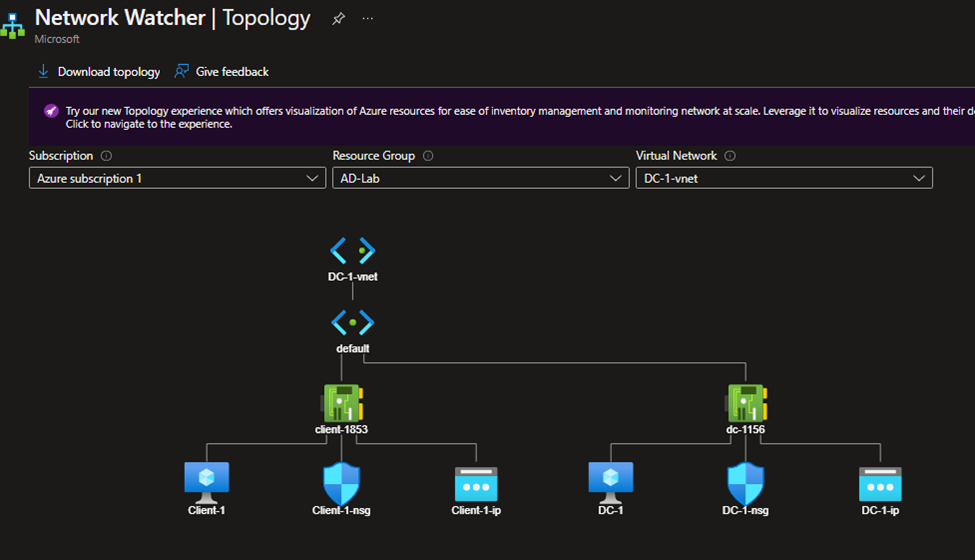 Network Watcher | Topology
Microsoft
Download topology Give feedback
Try our new Topology experience which offers visualization of Azure resources for ease of inventory management and monitoring network at scale. Leverage it to visualize resources and their
Click to navigate to the experience.
Subscription Resource Group Virtual Network
Azure subscription 1 AD-Lab DC-1-vnet
DC-1-vnet
default
client-1853 dc-1156
Client-1 Client-1-nsg Client-1-ip DC-1 DC-1-nsg DC-1-ip